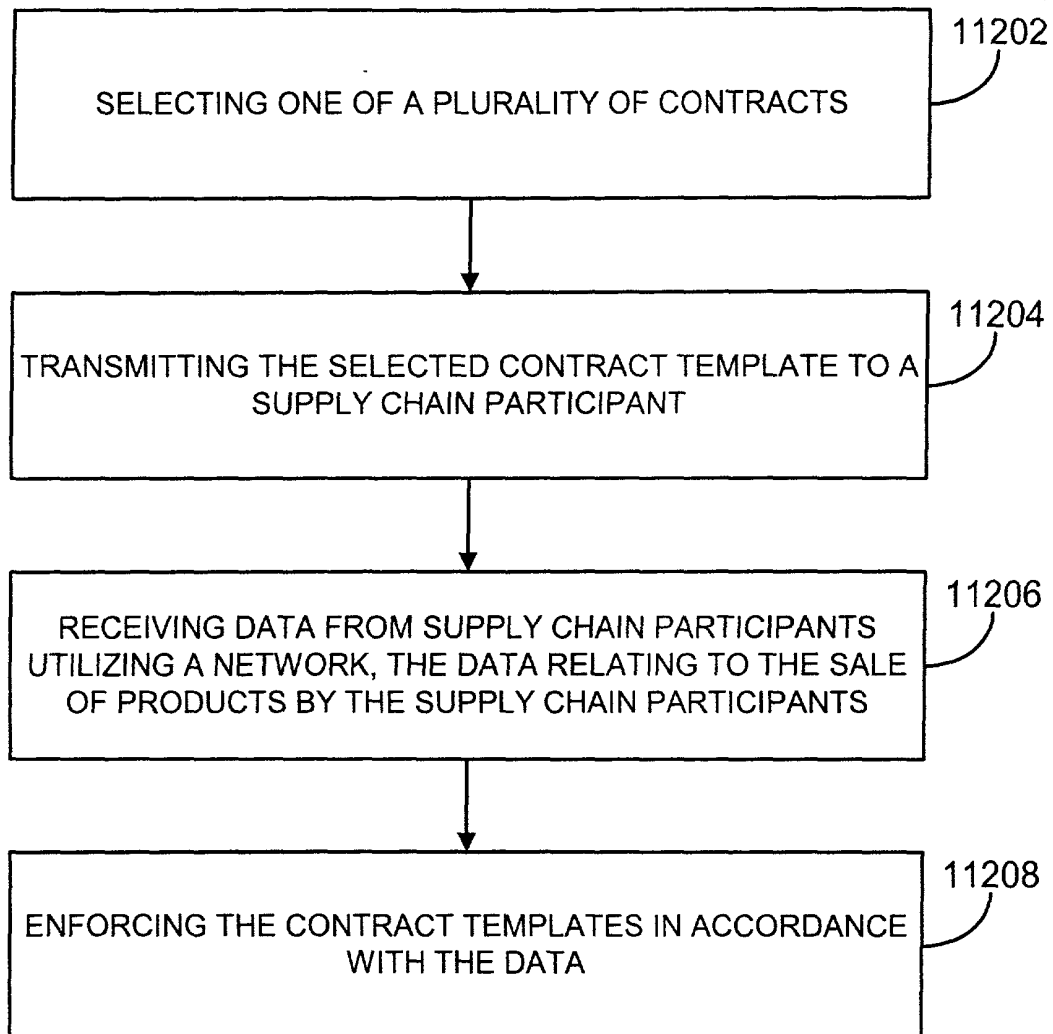 11202
SELECTING ONE OF A PLURALITY OF CONTRACTS
11204
TRANSMITTING THE SELECTED CONTRACT TEMPLATE TO A
SUPPLY CHAIN PARTICIPANT
11206
RECEIVING DATA FROM SUPPLY CHAIN PARTICIPANTS
UTILIZING A NETWORK, THE DATA RELATING TO THE SALE
OF PRODUCTS BY THE SUPPLY CHAIN PARTICIPANTS
11208
ENFORCING THE CONTRACT TEMPLATES IN ACCORDANCE
WITH THE DATA